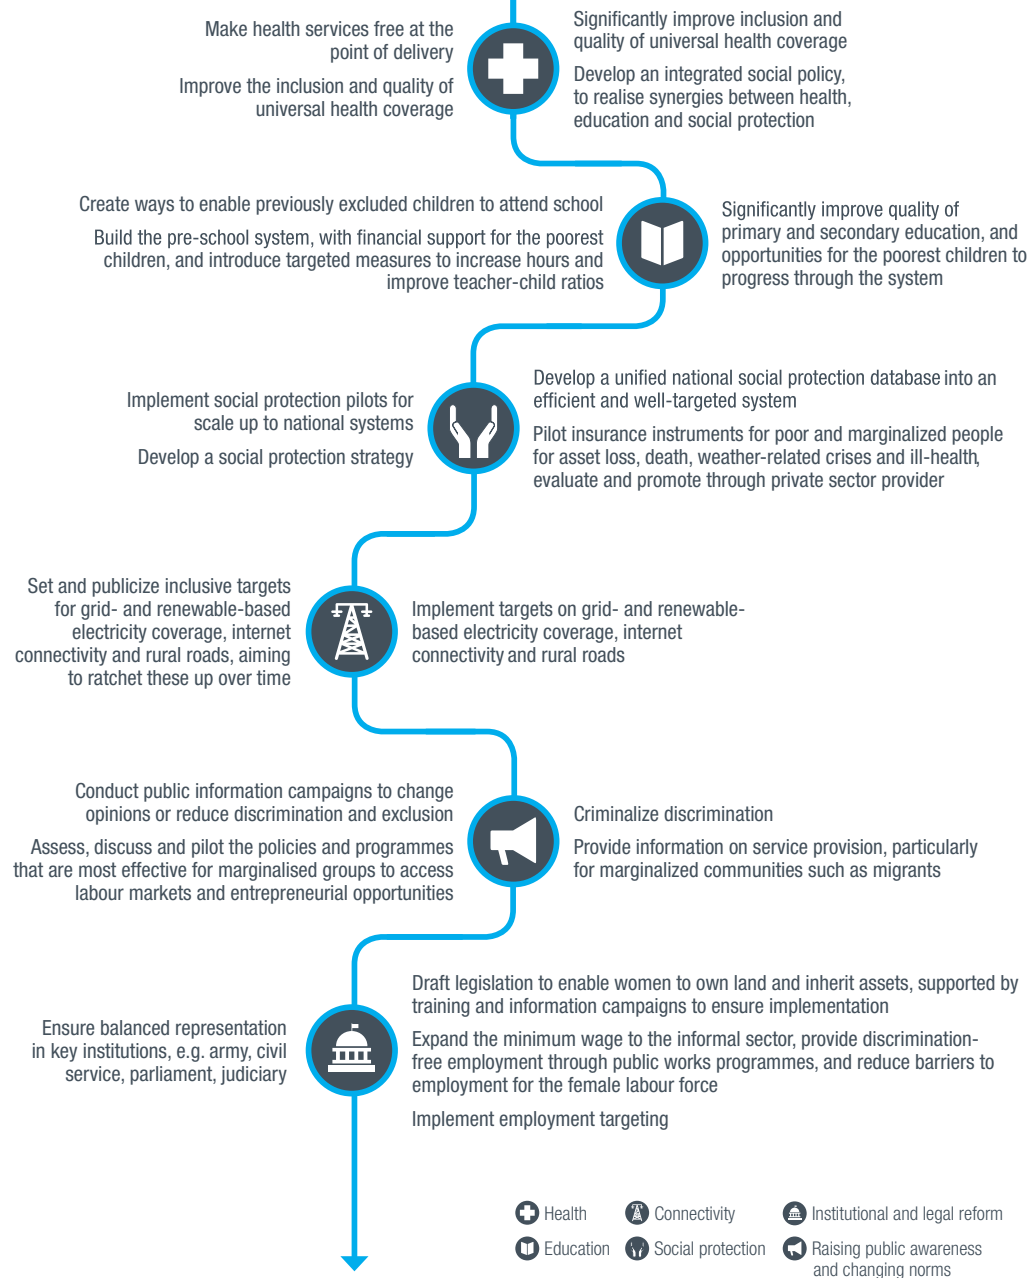 Make health services free at the
point of delivery
Improve the inclusion and quality of
universal health coverage
Significantly improve inclusion and
quality of universal health coverage
Develop an integrated social policy,
to realise synergies between health,
education and social protection
Create ways to enable previously excluded children to attend school
Build the pre-school system, with financial support for the poorest
children, and introduce targeted measures to increase hours and
improve teacher-child ratios
Significantly improve quality of
primary and secondary education, and
opportunities for the poorest children to
progress through the system
Implement social protection pilots for
scale up to national systems
Develop a social protection strategy
Develop a unified national social protection database into an
efficient and well-targeted system
Pilot insurance instruments for poor and marginalized people
for asset loss, death, weather-related crises and ill-health,
evaluate and promote through private sector provider
Set and publicize inclusive targets
for grid- and renewable-based
electricity coverage, internet
connectivity and rural roads, aiming
to ratchet these up over time
Implement targets on grid- and renewable-
based electricity coverage, internet
connectivity and rural roads
Conduct public information campaigns to change
opinions or reduce discrimination and exclusion
Assess, discuss and pilot the policies and programmes
that are most effective for marginalised groups to access
labour markets and entrepreneurial opportunities
Criminalize discrimination
Provide information on service provision, particularly
for marginalized communities such as migrants
Ensure balanced representation
in key institutions, e.g. army, civil
service, parliament, judiciary
Draft legislation to enable women to own land and inherit assets, supported by
training and information campaigns to ensure implementation
Expand the minimum wage to the informal sector, provide discrimination-
free employment through public works programmes, and reduce barriers to
employment for the female labour force
Implement employment targeting
Health
Connectivity
Institutional and legal reform
Education
Social protection
Raising public awareness
and changing norms